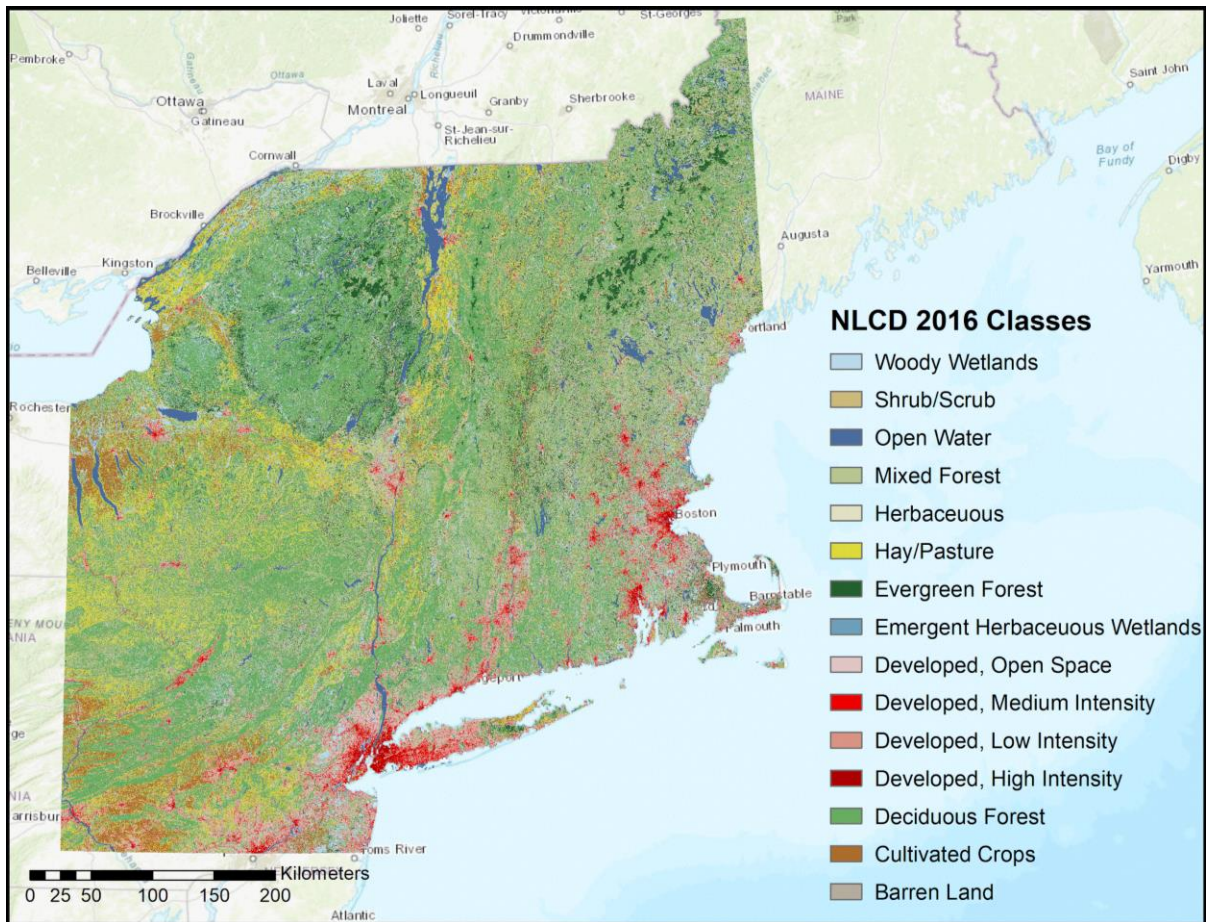 Joliette
Sorel-Tracy
St-Georges
Drummondville
Pembroke
Gatineau
Ottawa
Richelieu
Laval
Longueuil
Montreal
Granby
Sherbrooke
MAINE
Saint John
Ottawa
Gatineau
St-Jean-sur-
Richelieu
Cornwall
Bay of
Fundy
Digby
Brockville
Augusta
Belleville
Kingston
Yarmouth
NLCD 2016 Classes
Portland
Woody Wetlands
Shrub/Scrub
Rochester
Open Water
Mixed Forest
Herbaceuous
Boston
Hay/Pasture
Plymouth
Evergreen Forest
Barnstable
Emergent Herbaceuous Wetlands
Developed, Open Space
Developed, Medium Intensity
Developed, Low Intensity
Developed, High Intensity
Deciduous Forest
Cultivated Crops
Toms River
Kilometers
0 25 50 100 150 200
Barren Land
Atlantic